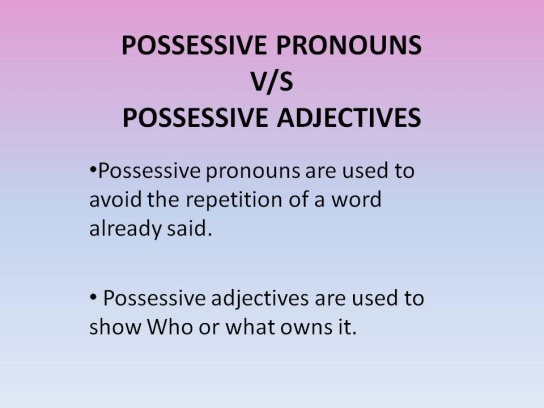 POSSESSIVE PRONOUNS
V/S
POSSESSIVE ADJECTIVES
•Possessive pronouns are used to
avoid the repetition of a word
already said.
• Possessive adjectives are used to
show Who or what owns it.